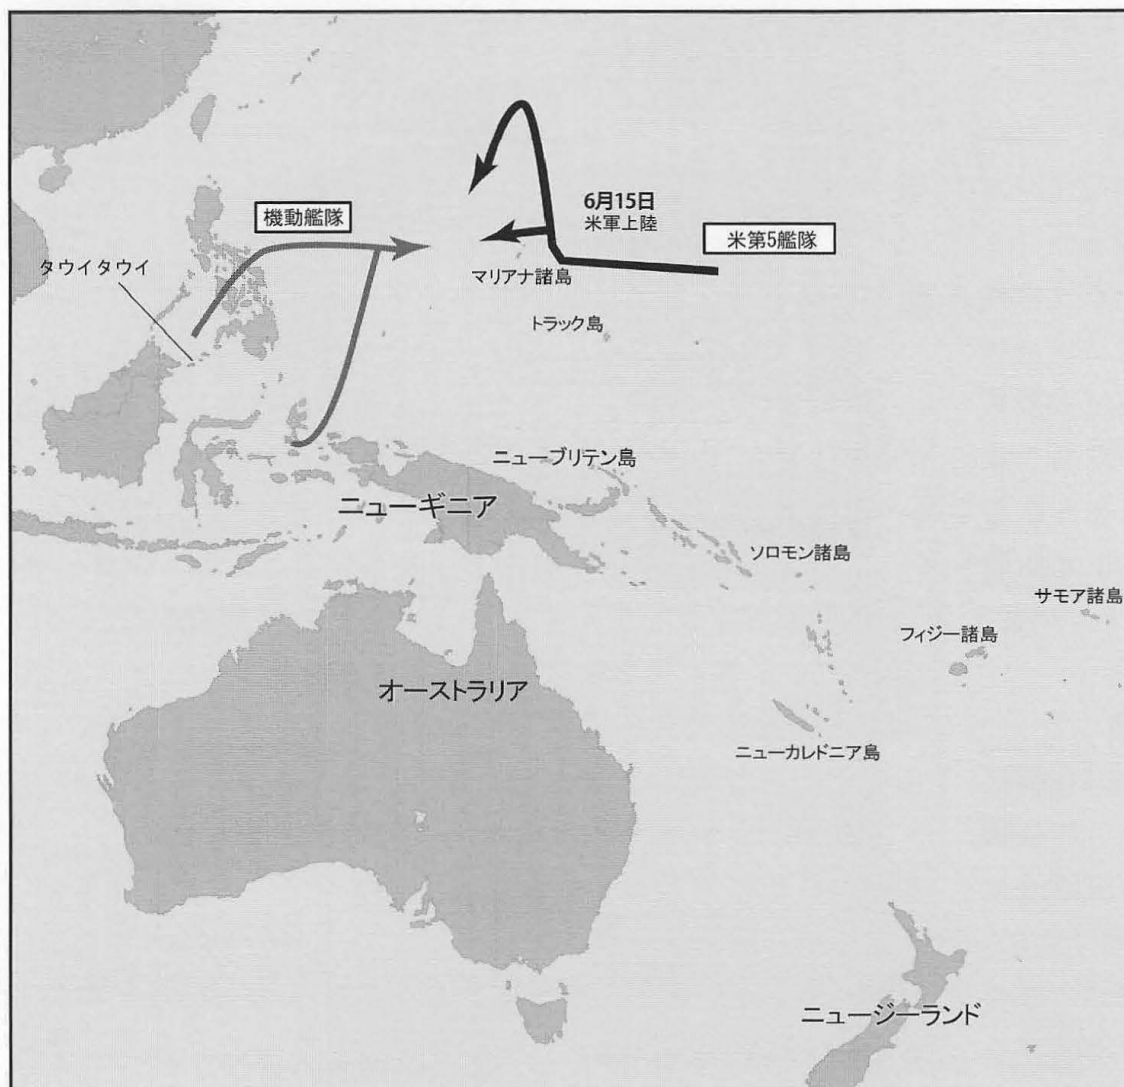 6月15日
米軍上陸
機動艦隊
米第5艦隊
タウイタウイ
マリアナ諸島
トラック島
ニューブリテン島
ニューギニア
ソロモン諸島
サモア諸島
フィジー諸島
オーストラリア
ニューカレドニア島
ニュージーランド